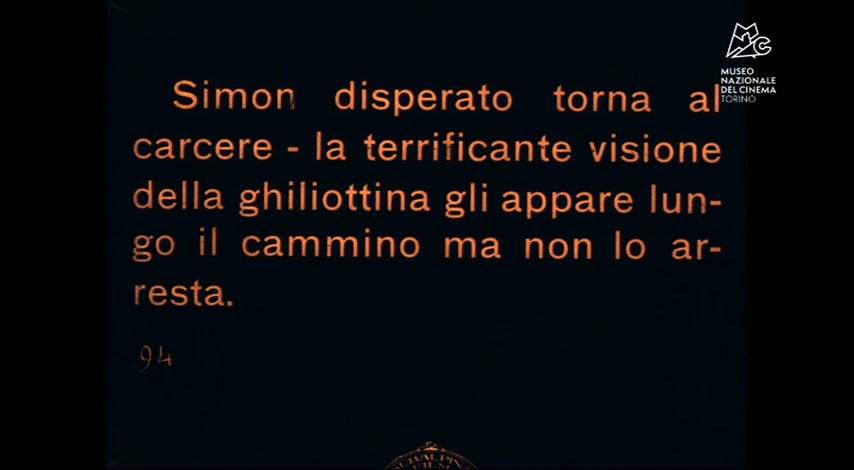 Simon disperato torna al
carcere - la terrificante visione
della ghiliottina gli appare lun-
go il cammino ma non lo ar-
resta.
94
MUSEO
NAZIONALE
DEL CINEMA
TORINO